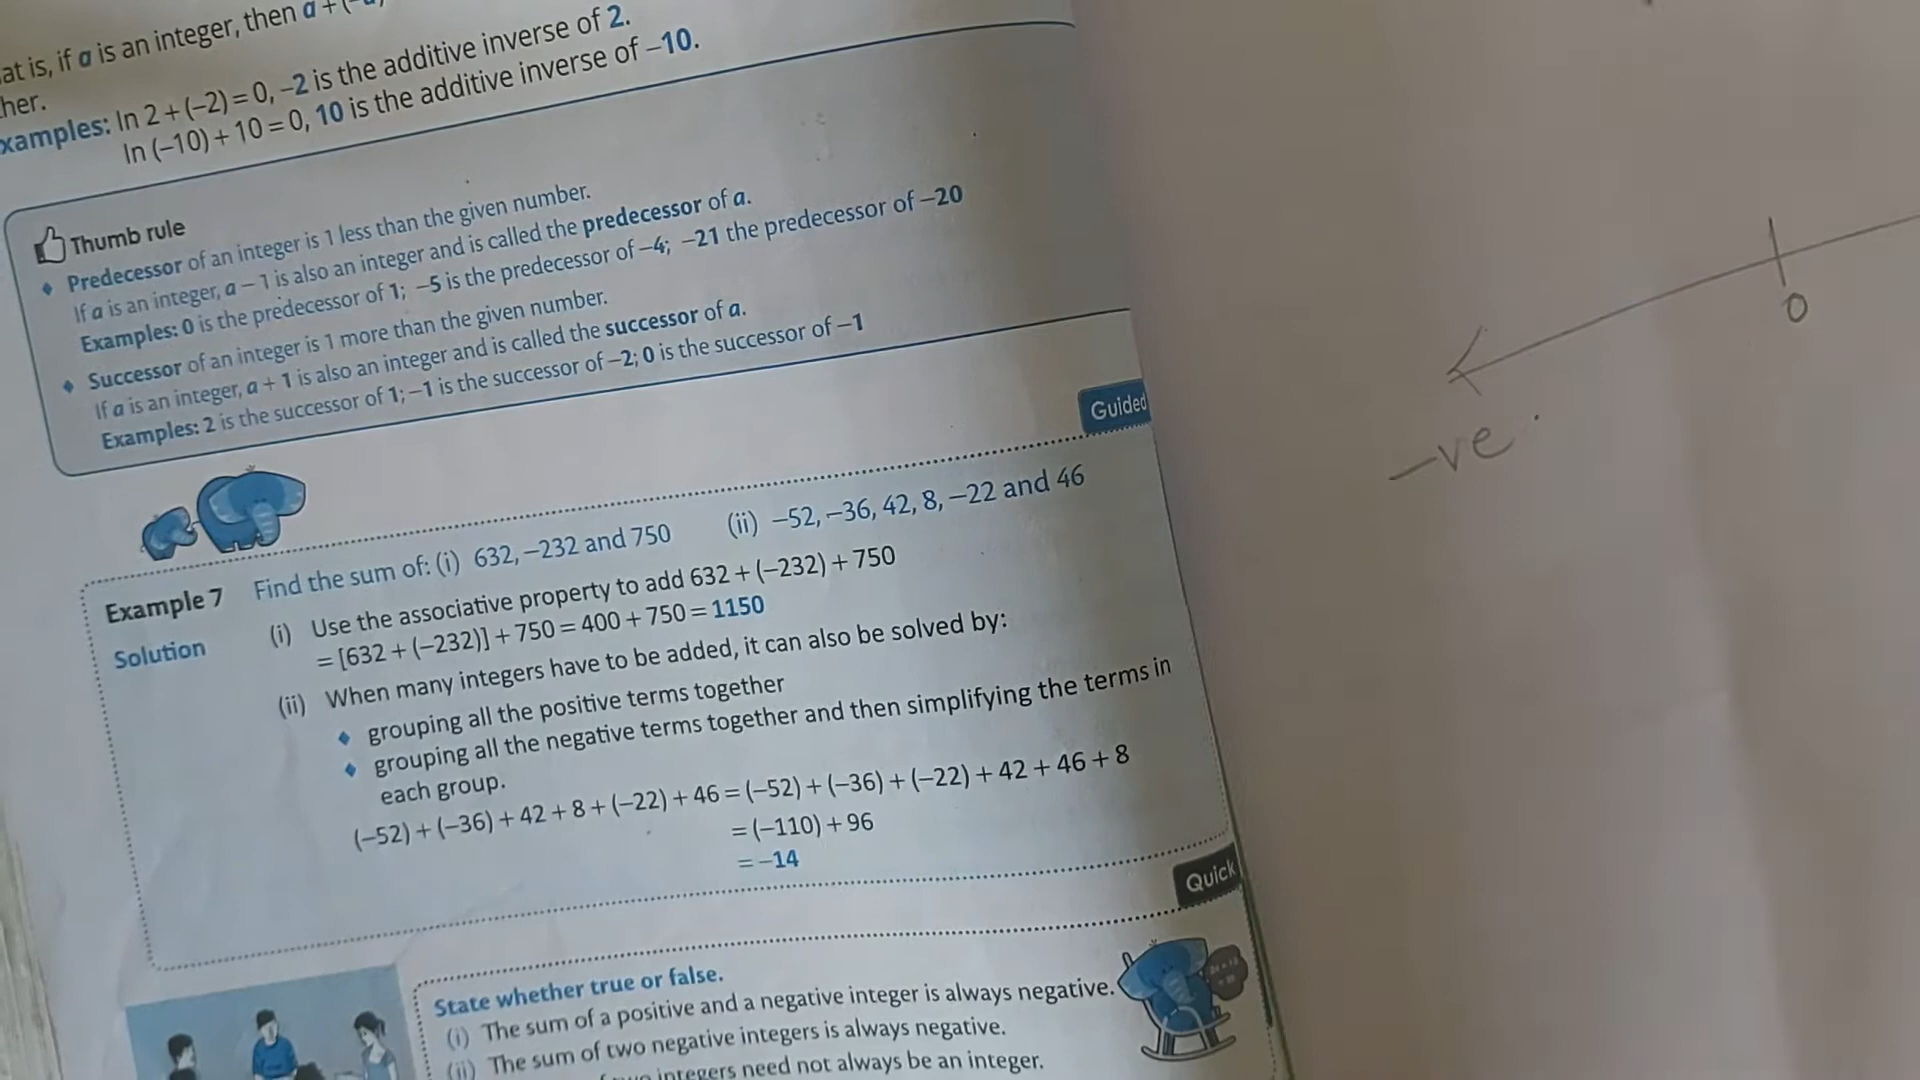 at is, if a is an integer, then a + (
her.
xamples: In 2 + (–2) = 0, –2 is the additive inverse of 2.
In (–10) + 10 = 0, 10 is the additive inverse of –10.
Thumb rule
Predecessor of an integer is 1 less than the given number.
If a is an integer, a – 1 is also an integer and is called the predecessor of a.
Examples: 0 is the predecessor of 1; –5 is the predecessor of –4; –21 the predecessor of –20
Successor of an integer is 1 more than the given number.
If a is an integer, a + 1 is also an integer and is called the successor of a.
Examples: 2 is the successor of 1; –1 is the successor of –2; 0 is the successor of –1
Guided
Example 7 Find the sum of: (i) 632, –232 and 750 (ii) –52, –36, 42, 8, –22 and 46
Solution (i) Use the associative property to add 632 + (–232) + 750
= [632 + (–232)] + 750 = 400 + 750 = 1150
(ii) When many integers have to be added, it can also be solved by:
grouping all the positive terms together
grouping all the negative terms together and then simplifying the terms in
each group.
(–52) + (–36) + 42 + 8 + (–22) + 46 = (–52) + (–36) + (–22) + 42 + 46 + 8
= (–110) + 96
= –14
Quick
State whether true or false.
(i) The sum of a positive and a negative integer is always negative.
(ii) The sum of two negative integers is always negative.
integers need not always be an integer.
0
–ve